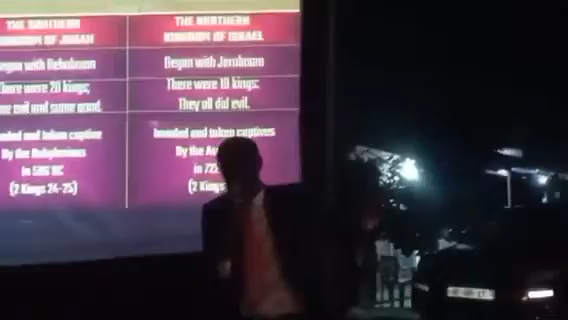 THE SOUTHERN
KINGDOM OF JUDAH
Began with Rehoboam
There were 20 kings;
some evil and some good.
and taken captive
By the Babylonians
in 586 BC
(2 Kings 24-25)
THE NORTHERN
KINGDOM OF ISRAEL
Began with Jeroboam
There were 19 kings;
They all did evil.
Invaded and taken captives
By the
in
(2 Kings